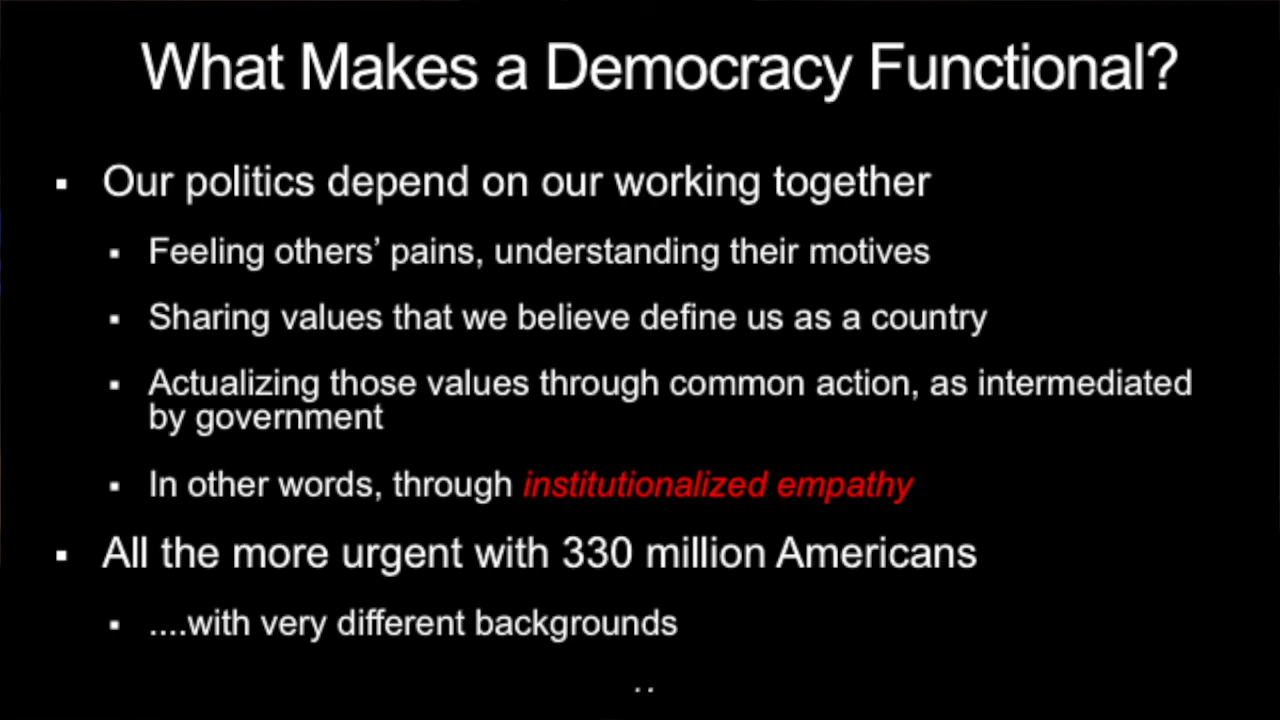 What Makes a Democracy Functional?
▪ Our politics depend on our working together
▪ Feeling others’ pains, understanding their motives
▪ Sharing values that we believe define us as a country
▪ Actualizing those values through common action, as intermediated
by government
▪ In other words, through institutionalized empathy
▪ All the more urgent with 330 million Americans
▪ ....with very different backgrounds
..